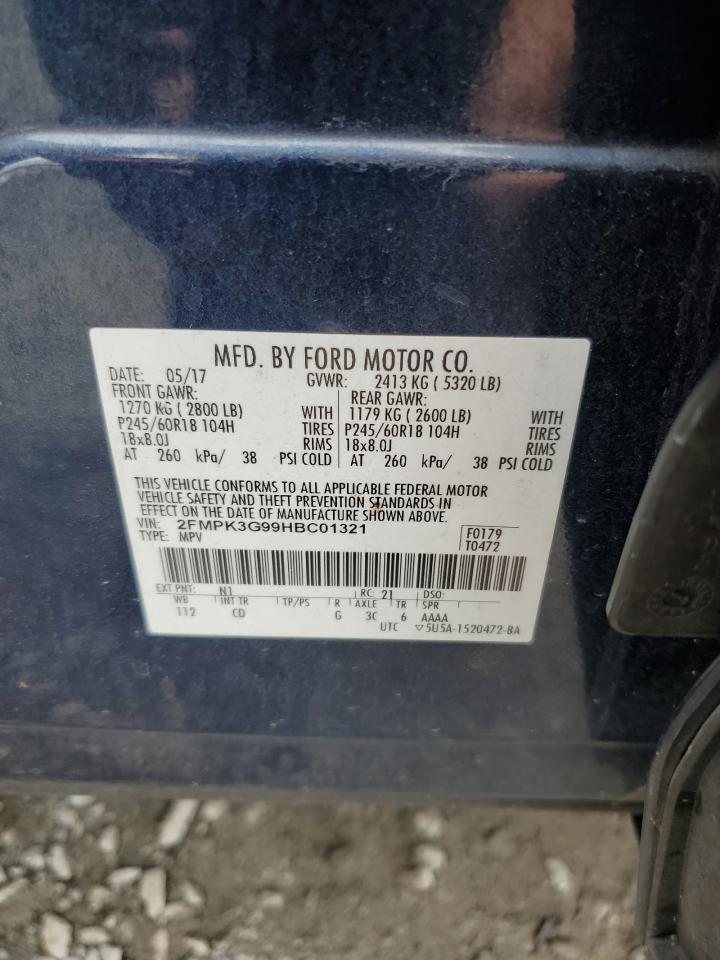 MFD. BY FORD MOTOR CO.
DATE: 05/17 GVWR: 2413 KG ( 5320 LB)
FRONT GAWR: REAR GAWR:
1270 KG ( 2800 LB) WITH 1179 KG ( 2600 LB) WITH
P245/60R18 104H TIRES P245/60R18 104H TIRES
18x8.0J RIMS 18x8.0J RIMS
AT 260 kPa/ 38 PSI COLD AT 260 kPa/ 38 PSI COLD
THIS VEHICLE CONFORMS TO ALL APPLICABLE FEDERAL MOTOR
VEHICLE SAFETY AND THEFT PREVENTION STANDARDS IN
EFFECT ON THE DATE OF MANUFACTURE SHOWN ABOVE.
VIN: 2FMPK3G99HBC01321 F0179
TYPE: MPV T0472
EXT PNT: N1 RC: 21 DSO:
WB INT TR TP/PS R AXLE TR SPR
112 CD G 3C 6 AAAA
UTC ▽5U5A-1520472-BA